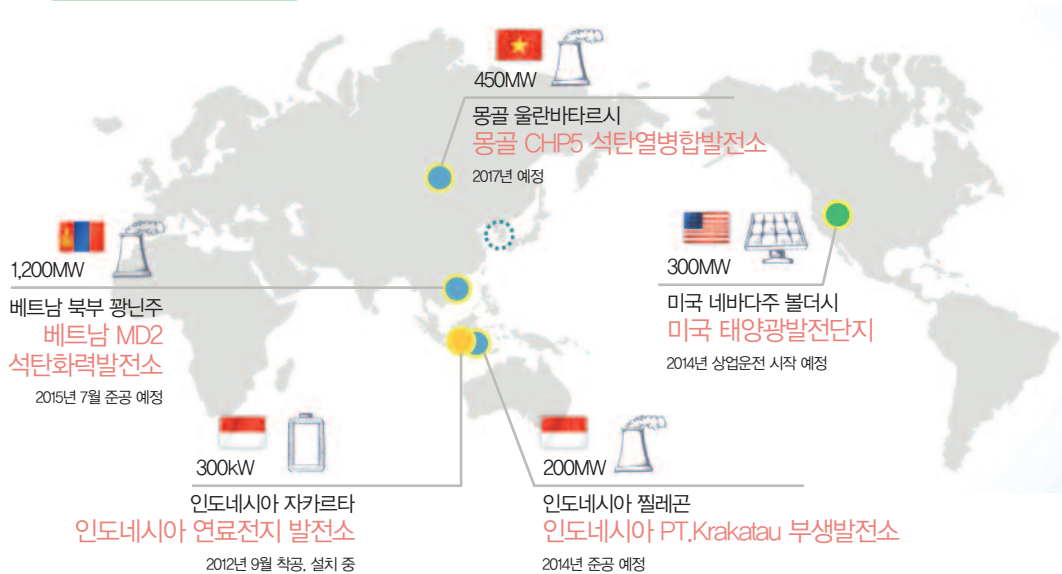 450MW
몽골 울란바타르시
몽골 CHP5 석탄열병합발전소
2017년 예정
1,200MW
베트남 북부 꽝닌주
베트남 MD2
석탄화력발전소
2015년 7월 준공 예정
300MW
미국 네바다주 볼더시
미국 태양광발전단지
2014년 상업운전 시작 예정
300kW
인도네시아 자카르타
인도네시아 연료전지 발전소
2012년 9월 착공, 설치 중
200MW
인도네시아 찔레곤
인도네시아 PT.Krakatau 부생발전소
2014년 준공 예정